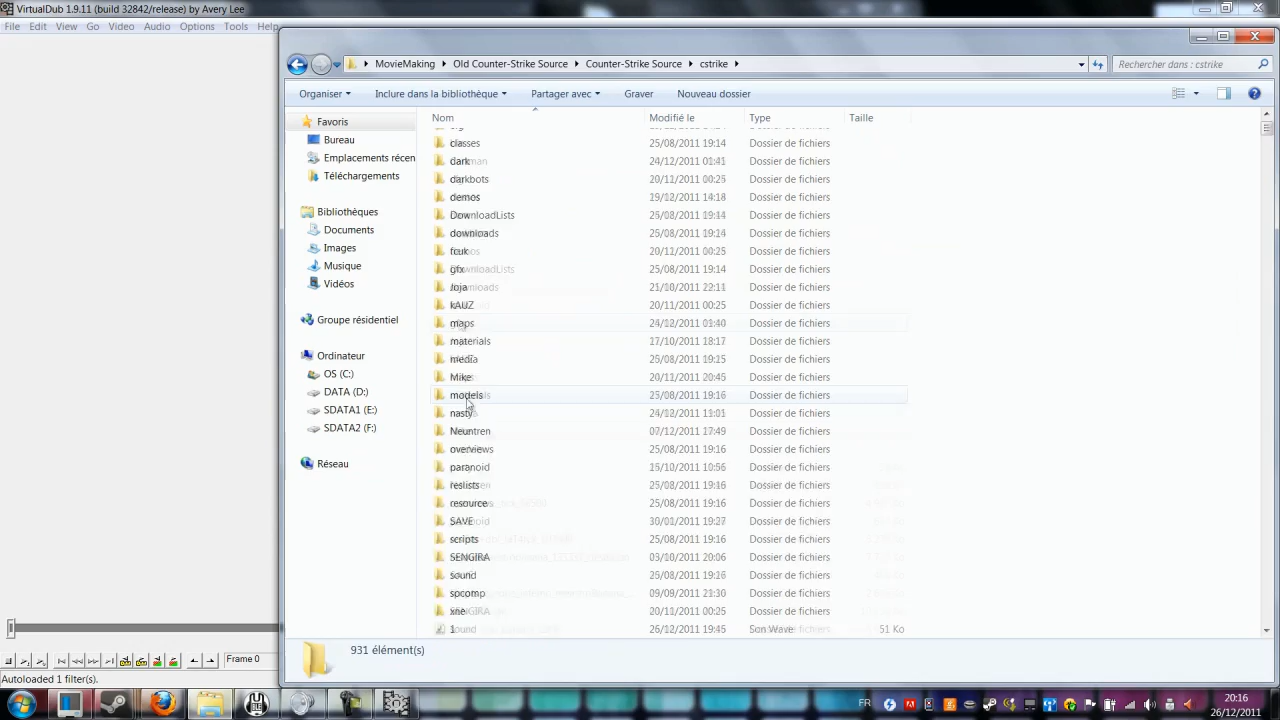 VirtualDub 1.9.11 (build 32842/release) by Avery Lee
File Edit View Go Video Audio Options Tools Help
MovieMaking Old Counter-Strike Source Counter-Strike Source cstrike
Rechercher dans : cstrike
Organiser Inclure dans la bibliothèque Partager avec Graver Nouveau dossier
Nom Modifié le Type Taille
Favoris
Bureau
Emplacements récen
Téléchargements
Bibliothèques
Documents
Images
Musique
Vidéos
Groupe résidentiel
Ordinateur
OS (C:)
DATA (D:)
SDATA1 (E:)
SDATA2 (F:)
Réseau
classes 25/08/2011 19:14 Dossier de fichiers
24/12/2011 01:41 Dossier de fichiers
darkbots 20/11/2011 00:25 Dossier de fichiers
demos 19/12/2011 14:18 Dossier de fichiers
DownloadLists 25/08/2011 19:14 Dossier de fichiers
downloads 25/08/2011 19:14 Dossier de fichiers
20/11/2011 00:25 Dossier de fichiers
gfx 25/08/2011 19:14 Dossier de fichiers
Joja 21/10/2011 22:11 Dossier de fichiers
kAUZ 20/11/2011 00:25 Dossier de fichiers
maps 24/12/2011 01:40 Dossier de fichiers
materials 17/10/2011 18:17 Dossier de fichiers
media 25/08/2011 19:15 Dossier de fichiers
Mike 20/11/2011 20:45 Dossier de fichiers
models 25/08/2011 19:16 Dossier de fichiers
nasty 24/12/2011 11:01 Dossier de fichiers
07/12/2011 17:49 Dossier de fichiers
overviews 25/08/2011 19:16 Dossier de fichiers
paranoid 15/10/2011 10:56 Dossier de fichiers
reslists 25/08/2011 19:16 Dossier de fichiers
25/08/2011 19:16 Dossier de fichiers
SAVE 30/01/2011 19:27 Dossier de fichiers
scripts 25/08/2011 19:16 Dossier de fichiers
SENGIRA 03/10/2011 20:06 Dossier de fichiers
sound 25/08/2011 19:16 Dossier de fichiers
09/09/2011 21:30 Dossier de fichiers
20/11/2011 00:25 Dossier de fichiers
1 26/12/2011 19:45 Son Wave 51 Ko
931 élément(s)
Frame 0
Autoloaded 1 filter(s).
FR
20:16
26/12/2011